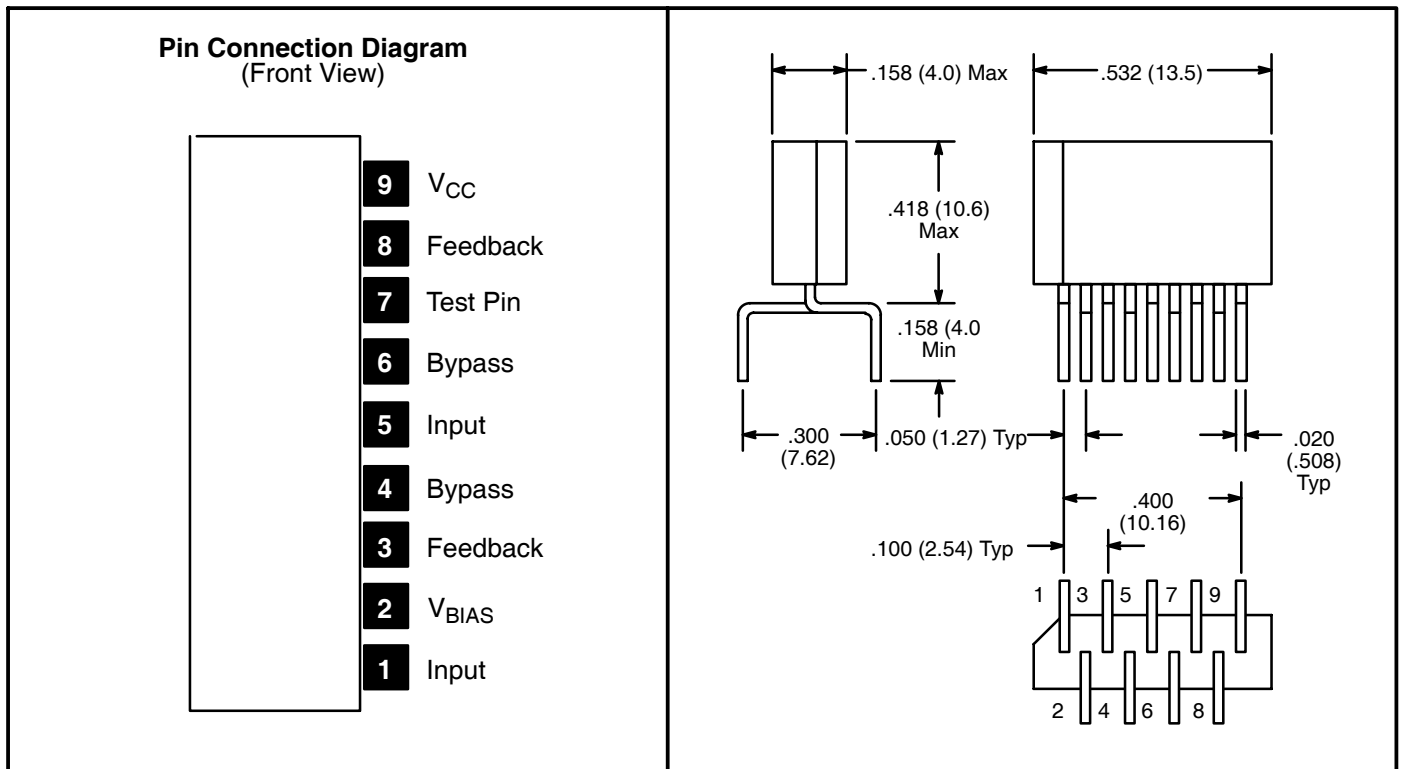 Pin Connection Diagram
(Front View)
9 VCC
8 Feedback
7 Test Pin
6 Bypass
5 Input
4 Bypass
3 Feedback
2 VBIAS
1 Input
.158 (4.0) Max
.532 (13.5)
.418 (10.6)
Max
.158 (4.0
Min
.300
(7.62)
.050 (1.27) Typ
.020
(.508)
Typ
.400
(10.16)
.100 (2.54) Typ
1 3 5 7 9
2 4 6 8